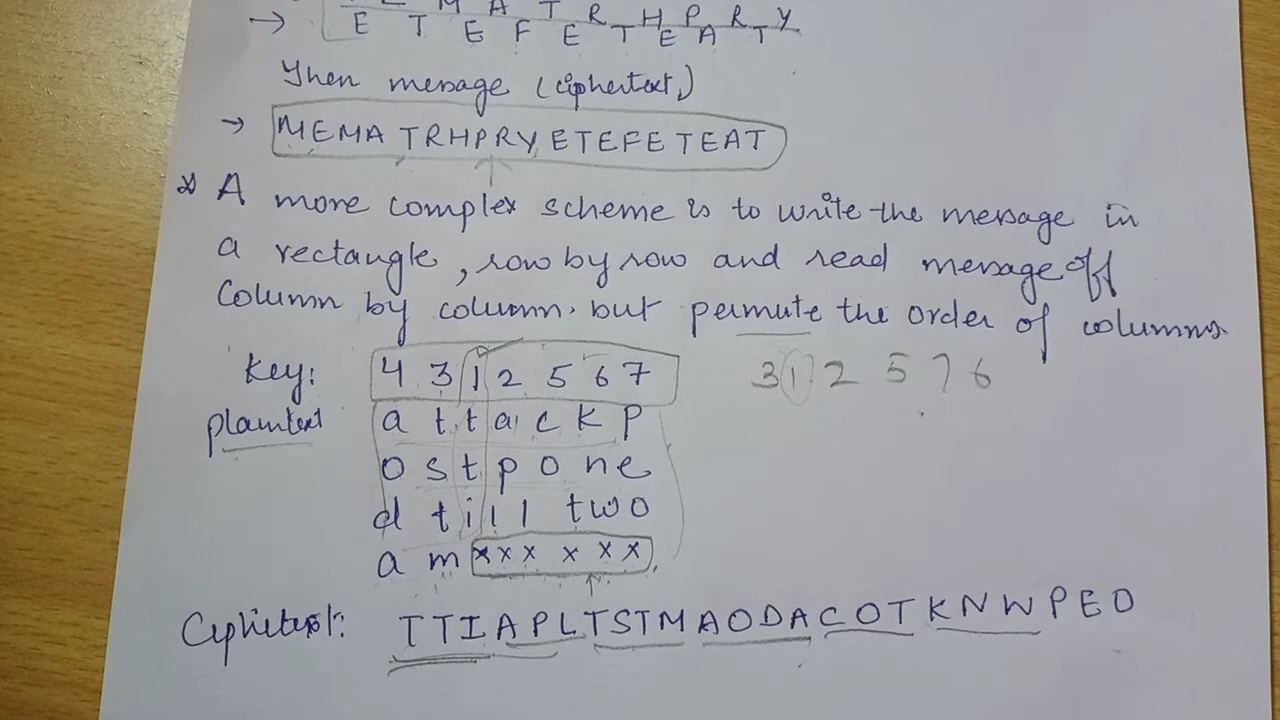 M A T R H P R Y
→ E T E F E T E A T
Then message (ciphertext)
→ MEMATRHPRYETEFETEAT
A more complex scheme is to write the message in
a rectangle, row by row and read message off
column by column. but permute the order of columns.
Key: 4 3 1 2 5 6 7 3 1 2 5 7 6
plaintext a t t a c k p
o s t p o n e
d t i l t w o
a m x x x x x x
Ciphertext: TTIAPLTSTMAODACOTKNWPEO